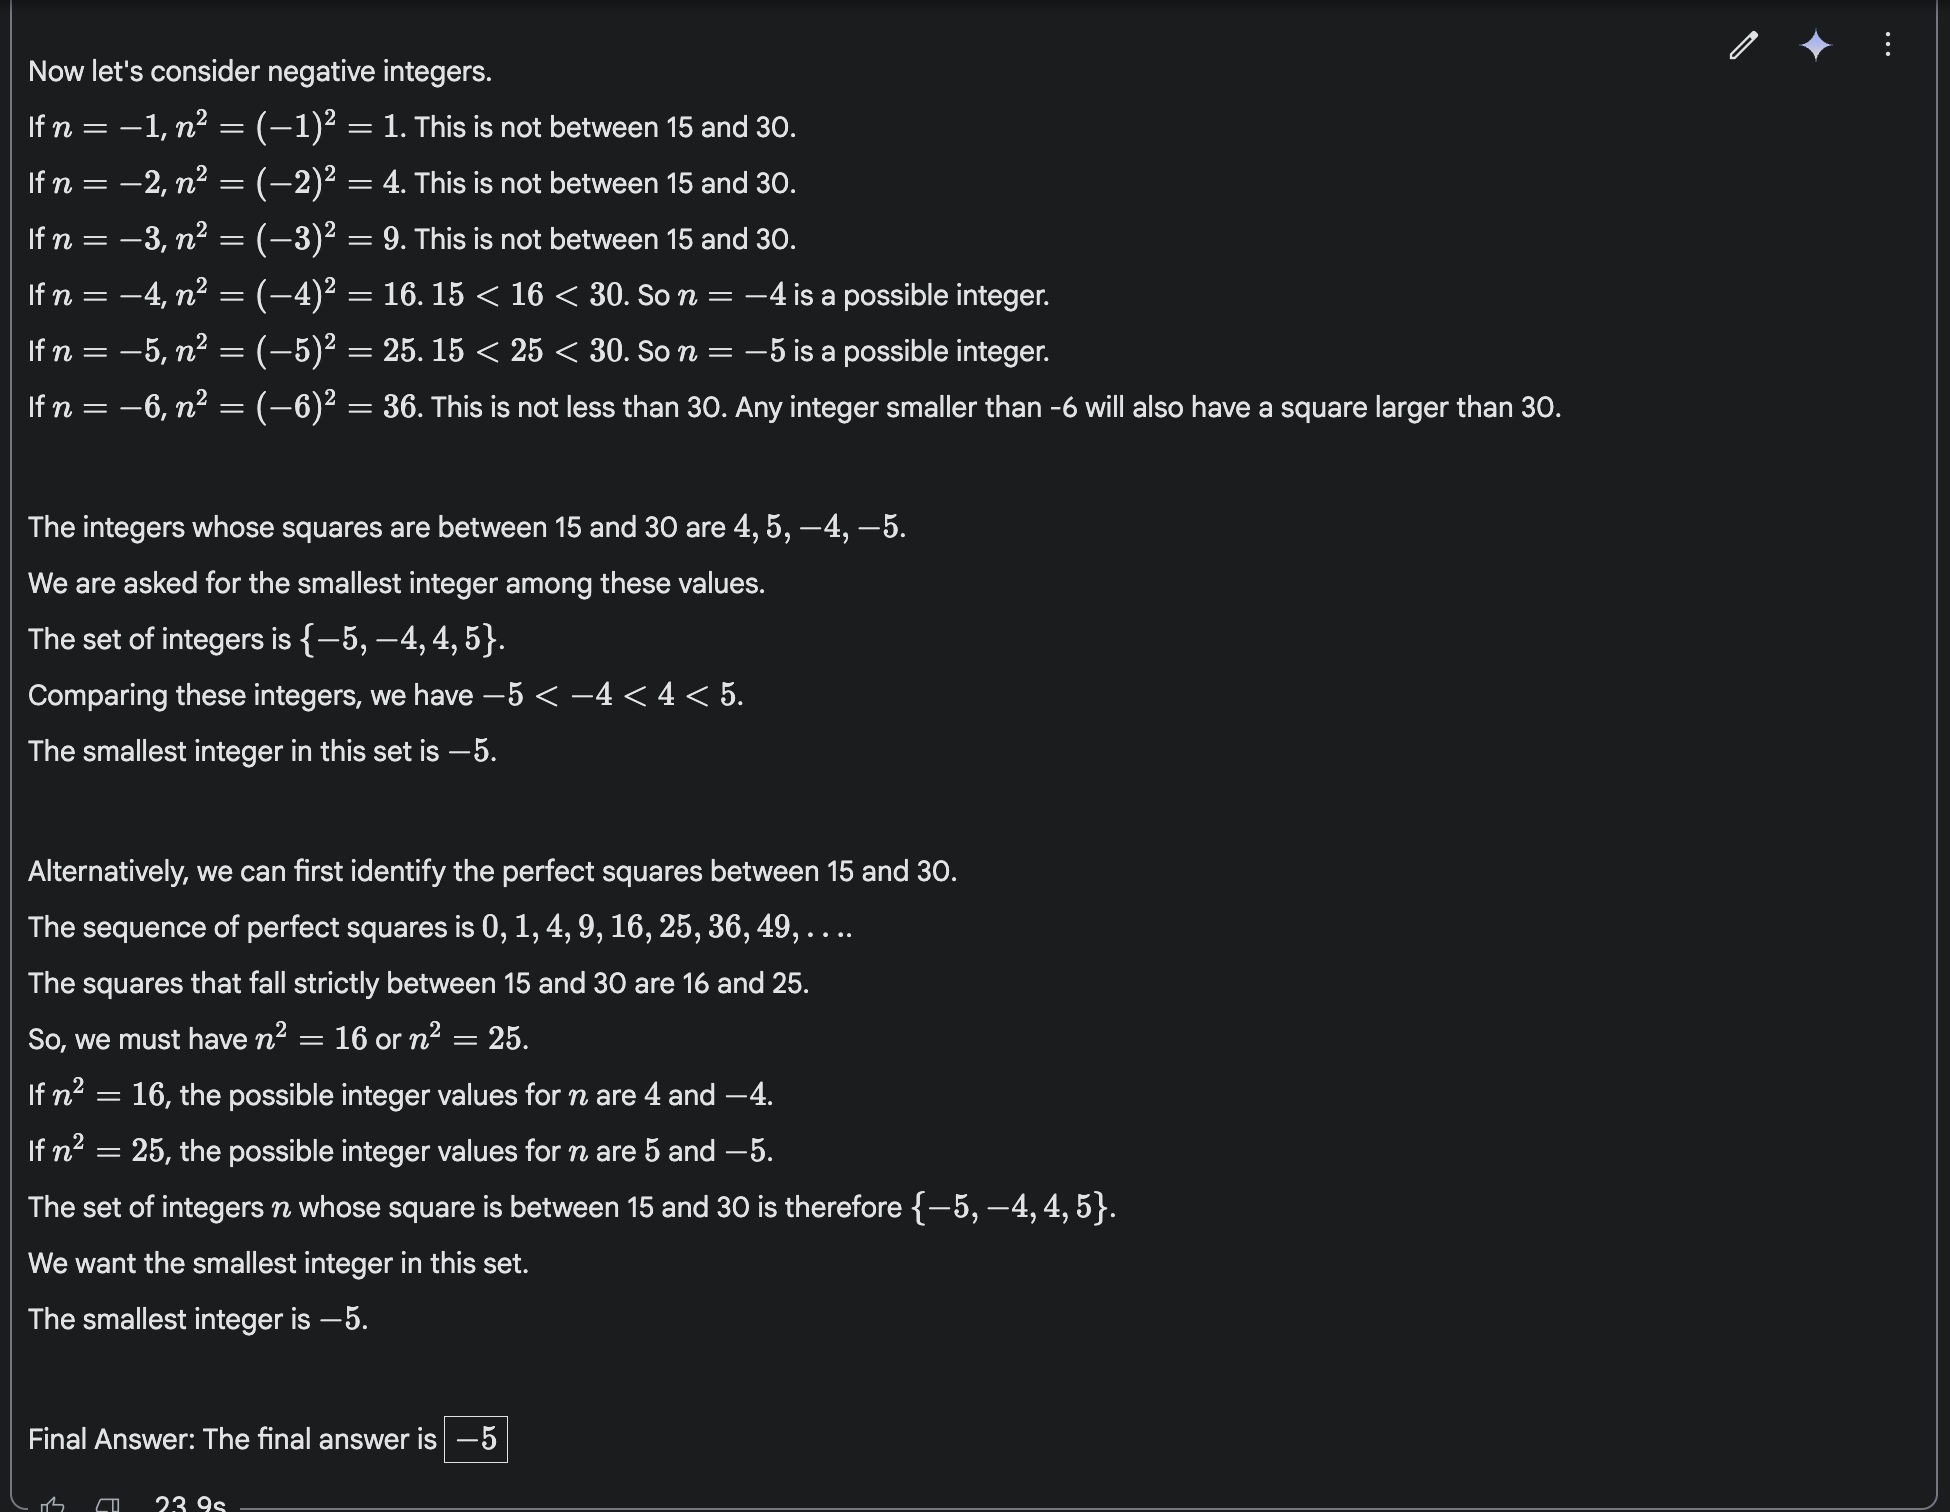 Now let's consider negative integers.
If n = −1, n² = (−1)² = 1. This is not between 15 and 30.
If n = −2, n² = (−2)² = 4. This is not between 15 and 30.
If n = −3, n² = (−3)² = 9. This is not between 15 and 30.
If n = −4, n² = (−4)² = 16. 15 < 16 < 30. So n = −4 is a possible integer.
If n = −5, n² = (−5)² = 25. 15 < 25 < 30. So n = −5 is a possible integer.
If n = −6, n² = (−6)² = 36. This is not less than 30. Any integer smaller than -6 will also have a square larger than 30.
The integers whose squares are between 15 and 30 are 4, 5, −4, −5.
We are asked for the smallest integer among these values.
The set of integers is {−5, −4, 4, 5}.
Comparing these integers, we have −5 < −4 < 4 < 5.
The smallest integer in this set is −5.
Alternatively, we can first identify the perfect squares between 15 and 30.
The sequence of perfect squares is 0, 1, 4, 9, 16, 25, 36, 49, . . ..
The squares that fall strictly between 15 and 30 are 16 and 25.
So, we must have n² = 16 or n² = 25.
If n² = 16, the possible integer values for n are 4 and −4.
If n² = 25, the possible integer values for n are 5 and −5.
The set of integers n whose square is between 15 and 30 is therefore {−5, −4, 4, 5}.
We want the smallest integer in this set.
The smallest integer is −5.
Final Answer: The final answer is −5
23.9s